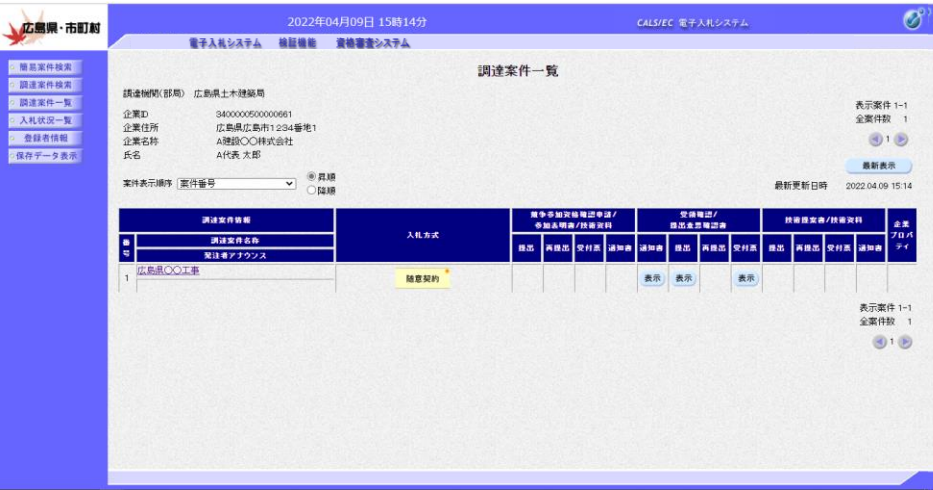 広島県・市町村
2022年04月09日 15時14分
CALS/EC 電子入札システム
電子入札システム 検証機能 資格審査システム
簡易案件検索
調達案件検索
調達案件一覧
入札状況一覧
登録者情報
保存データ表示
調達案件一覧
調達機関(部局) 広島県土木建築局
企業ID 3400000500000661
企業住所 広島県広島市1234番地1
企業名称 A建設〇〇株式会社
氏名 A代表 太郎
案件表示順序 案件番号
昇順
降順
表示案件 1-1
全案件数 1
1
最新表示
最新更新日時 2022.04.09 15:14
調達案件情報
番号
調達案件名称
発注者アナウンス
入札方式
競争参加資格確認申請/
参加表明書/技術資料
受領確認/
提出意思確認書
技術提案書/技術資料
企業
プロパ
ティ
提出 再提出 受付票 通知書 通知書 提出 再提出 受付票 提出 再提出 受付票 通知書
1 広島県〇〇工事 随意契約 表示 表示 表示
表示案件 1-1
全案件数 1
1